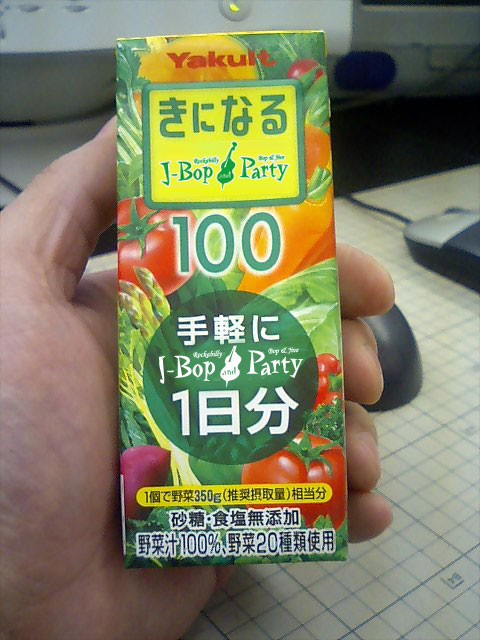 Yakult
きになる
Rockabilly Bop & Jive
J-Bop and Party
100
手軽に
Rockabilly Bop & Jive
J-Bop and Party
1日分
1個で野菜350g(推奨摂取量)相当分
砂糖・食塩無添加
野菜汁100%、野菜20種類使用